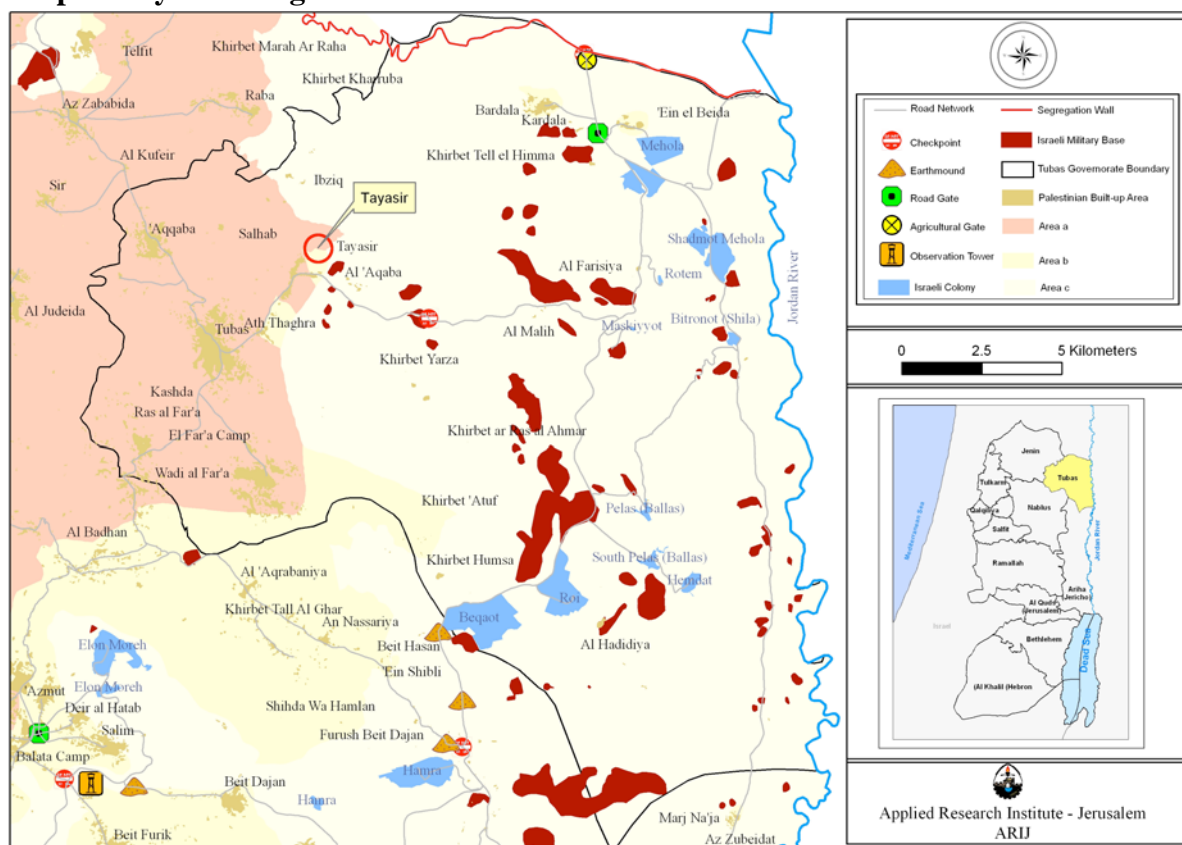 Telfit
Khirbet Marah Ar Raha
Khirbet Kharruba
Az Zababida
Raba
Bardala
Kardala
'Ein el Beida
Mehola
Al Kufeir
Khirbet Tell el Himma
Sir
Ibziq
Tayasir
'Aqqaba
Salhab
Tayasir
Shadmot Mehola
Al 'Aqaba
Al Farisiya
Rotem
Jordan River
Al Judeida
Tubas
Ath Thaghra
Al Malih
Maskiyyot
Bitronot (Shila)
Khirbet Yarza
Kashda
Ras al Far'a
El Far'a Camp
Khirbet ar Ras al Ahmar
Wadi al Far'a
Khirbet 'Atuf
Pelas (Ballas)
Al Badhan
Khirbet Humsa
South Pelas (Ballas)
Hemdat
Al 'Aqrabaniya
Roi
Khirbet Tall Al Ghar
An Nassariya
Beqaot
Elon Moreh
Beit Hasan
Al Hadidiya
'Ein Shibli
'Azmut
Elon Moreh
Deir al Hatab
Shihda Wa Hamlan
Salim
Furush Beit Dajan
Balata Camp
Hamra
Beit Dajan
Hamra
Marj Na'ja
Beit Furik
Az Zubeidat
Road Network
Segregation Wall
Checkpoint
Israeli Military Base
Earthmound
Tubas Governorate Boundary
Road Gate
Palestinian Built-up Area
Agricultural Gate
Area a
Observation Tower
Area b
Israeli Colony
Area c
0 2.5 5 Kilometers
Jenin
Tubas
Tulkarm
Nablus
Qalqiliya
Salfit
Mediterranean Sea
Jordan River
Ramallah
Ariha
Jericho)
Al Quds
(Jerusalem)
Israel
Bethlehem
Dead Sea
(Al Khalil (Hebron
Applied Research Institute - Jerusalem
ARIJ